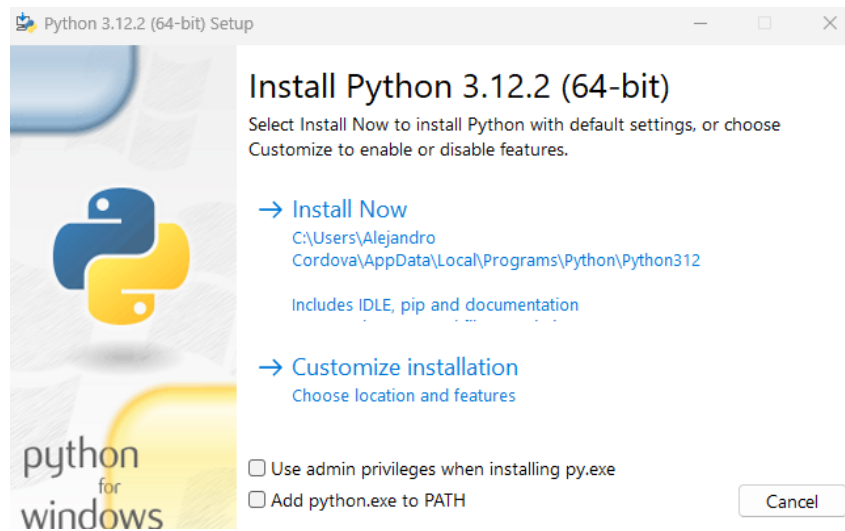 Python 3.12.2 (64-bit) Setup
Install Python 3.12.2 (64-bit)
Select Install Now to install Python with default settings, or choose
Customize to enable or disable features.
Install Now
C:\Users\Alejandro
Cordova\AppData\Local\Programs\Python\Python312
Includes IDLE, pip and documentation
Customize installation
Choose location and features
python
for
windows
Use admin privileges when installing py.exe
Add python.exe to PATH
Cancel